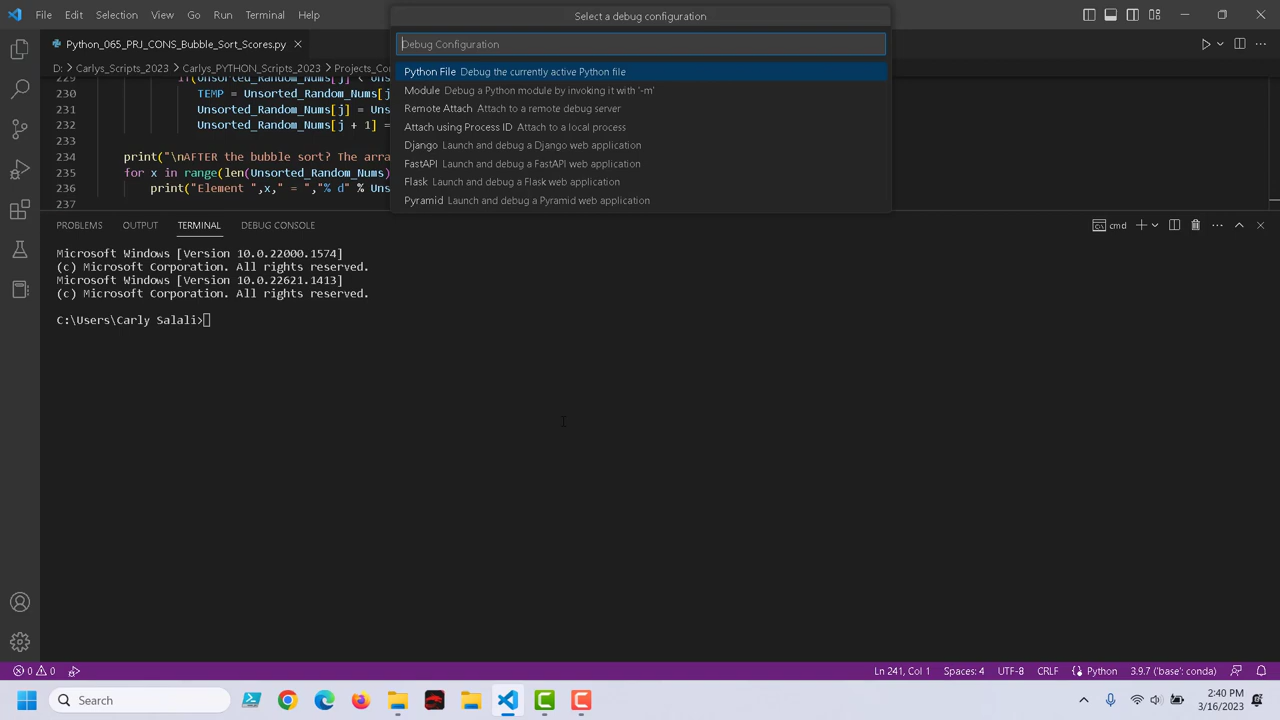 File Edit Selection View Go Run Terminal Help
Select a debug configuration
Python_065_PRJ_CONS_Bubble_Sort_Scores.py
Debug Configuration
D: > Carlys_Scripts_2023 > Carlys_PYTHON_Scripts_2023 > Projects_Co
Python File Debug the currently active Python file
Module Debug a Python module by invoking it with '-m'
Remote Attach Attach to a remote debug server
Attach using Process ID Attach to a local process
Django Launch and debug a Django web application
FastAPI Launch and debug a FastAPI web application
Flask Launch and debug a Flask web application
Pyramid Launch and debug a Pyramid web application
229 if(Unsorted_Random_Nums[j] < Un
230 TEMP = Unsorted_Random_Nums[j
231 Unsorted_Random_Nums[j] = Uns
232 Unsorted_Random_Nums[j + 1] =
233
234 print("\nAFTER the bubble sort? The arra
235 for x in range(len(Unsorted_Random_Nums)
236 print("Element ",x," = ","% d" % Uns
237
PROBLEMS OUTPUT TERMINAL DEBUG CONSOLE
cmd
Microsoft Windows [Version 10.0.22000.1574]
(c) Microsoft Corporation. All rights reserved.
Microsoft Windows [Version 10.0.22621.1413]
(c) Microsoft Corporation. All rights reserved.
C:\Users\Carly Salali>
0 0
Ln 241, Col 1 Spaces: 4 UTF-8 CRLF Python 3.9.7 ('base': conda)
Search
2:40 PM
3/16/2023